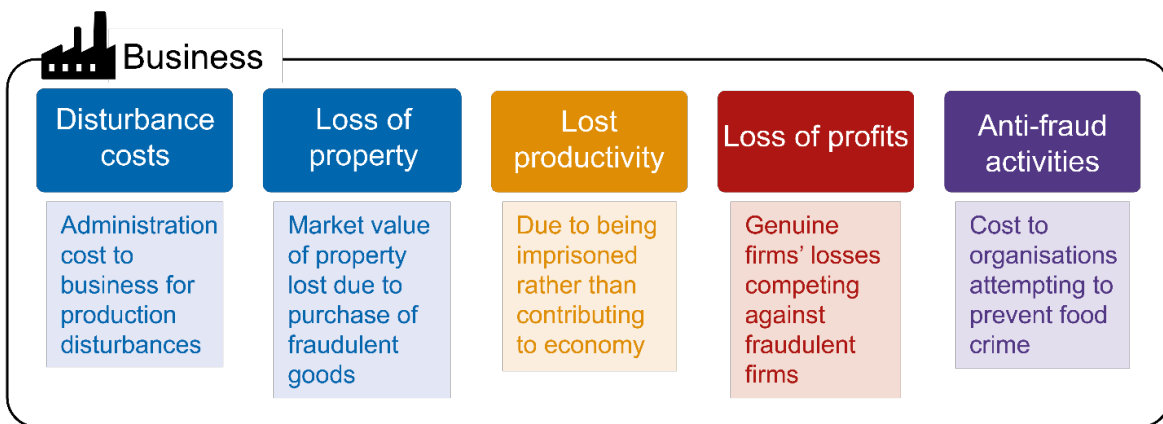 Business
Disturbance
costs
Loss of
property
Lost
productivity
Loss of profits
Anti-fraud
activities
Administration
cost to
business for
production
disturbances
Market value
of property
lost due to
purchase of
fraudulent
goods
Due to being
imprisoned
rather than
contributing
to economy
Genuine
firms’ losses
competing
against
fraudulent
firms
Cost to
organisations
attempting to
prevent food
crime